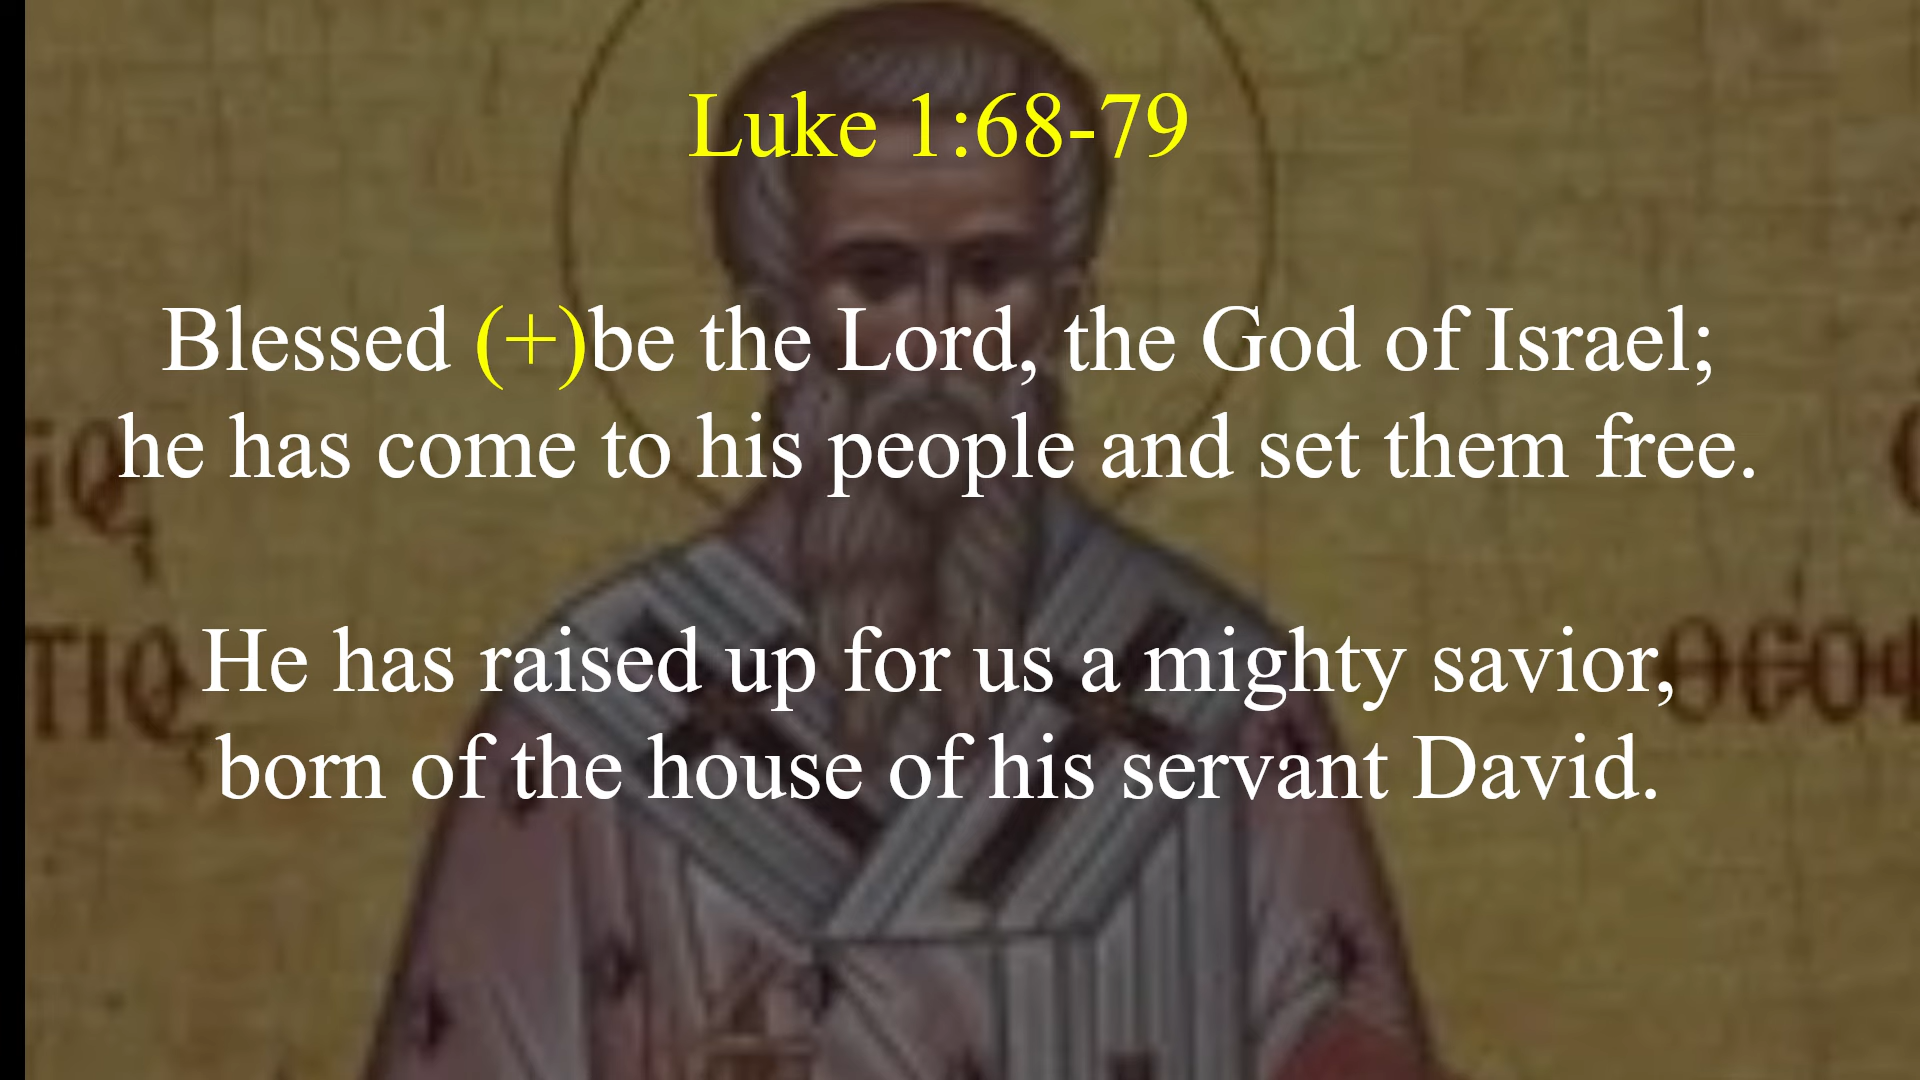 Luke 1:68-79
Blessed (+)be the Lord, the God of Israel;
he has come to his people and set them free.
He has raised up for us a mighty savior,
born of the house of his servant David.